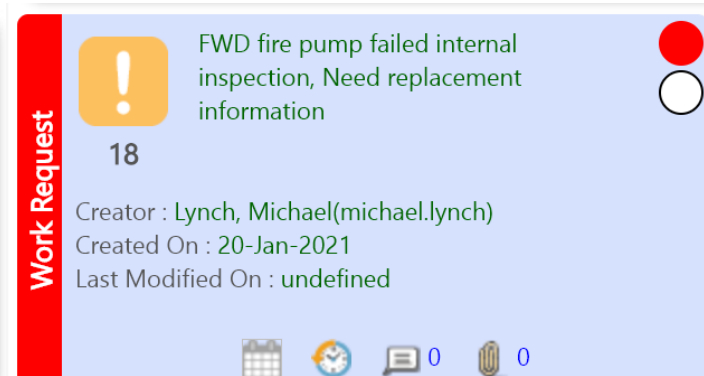 Work Request
FWD fire pump failed internal
inspection, Need replacement
information
18
Creator : Lynch, Michael(michael.lynch)
Created On : 20-Jan-2021
Last Modified On : undefined
0
0